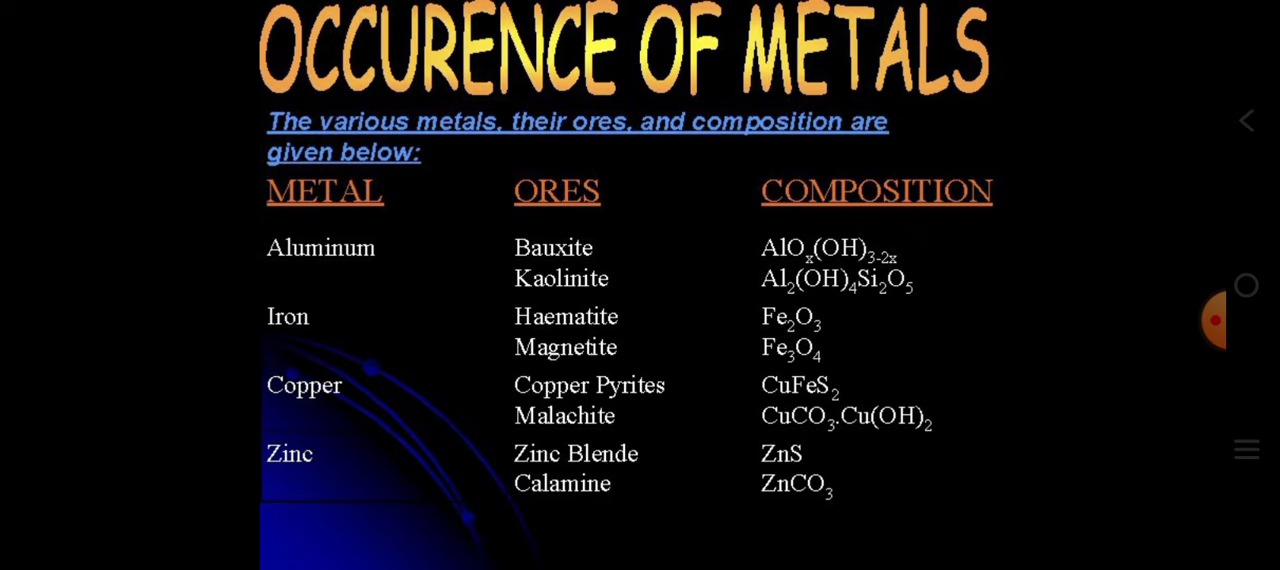 OCCURENCE OF METALS
The various metals, their ores, and composition are
given below:
METAL ORES COMPOSITION
Aluminum Bauxite AlOₓ(OH)₃₋₂ₓ
Kaolinite Al₂(OH)₄Si₂O₅
Iron Haematite Fe₂O₃
Magnetite Fe₃O₄
Copper Copper Pyrites CuFeS₂
Malachite CuCO₃.Cu(OH)₂
Zinc Zinc Blende ZnS
Calamine ZnCO₃